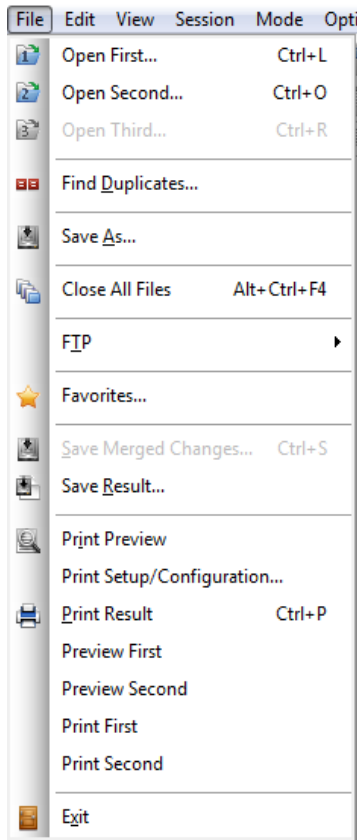 File Edit View Session Mode Opti
Open First... Ctrl+L
Open Second... Ctrl+O
Open Third... Ctrl+R
Find Duplicates...
Save As...
Close All Files Alt+Ctrl+F4
FTP
Favorites...
Save Merged Changes... Ctrl+S
Save Result...
Print Preview
Print Setup/Configuration...
Print Result Ctrl+P
Preview First
Preview Second
Print First
Print Second
Exit